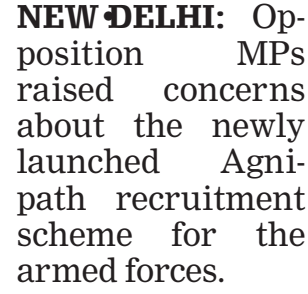 NEW DELHI: Op-
position MPs
raised concerns
about the newly
launched Agni-
path recruitment
scheme for the
armed forces.